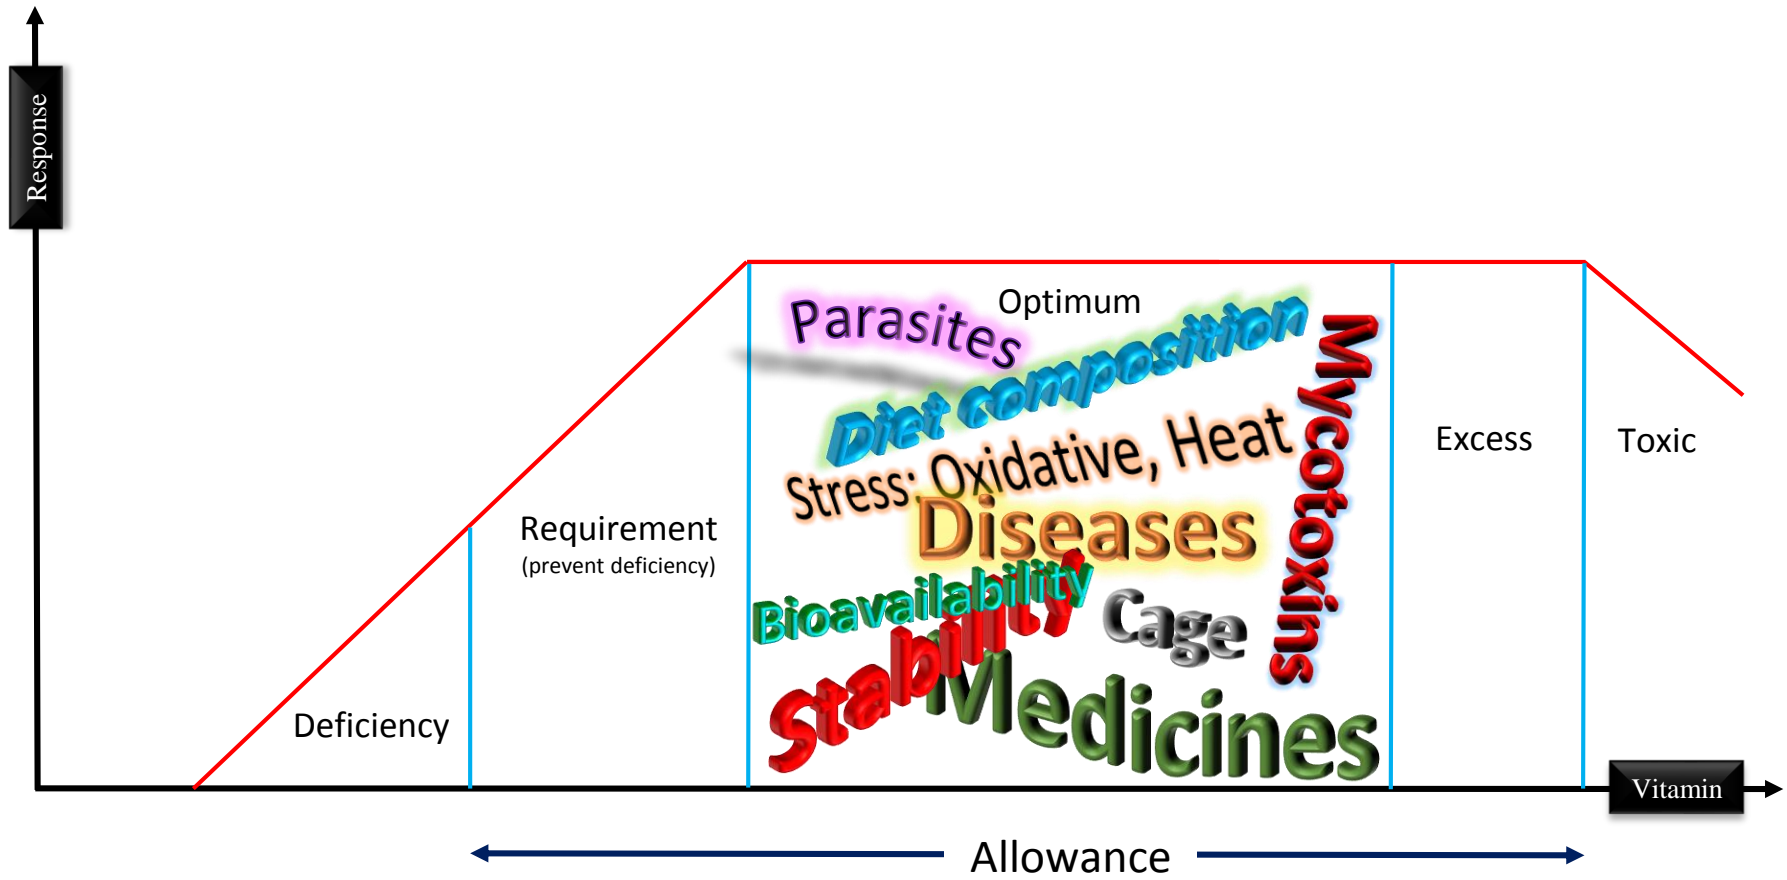 Response
Optimum
Parasites
Diet composition
Mycotoxins
Stress: Oxidative, Heat
Excess
Toxic
Diseases
Requirement
(prevent deficiency)
Bioavailability
Cage
Stability
Medicines
Deficiency
Vitamin
Allowance